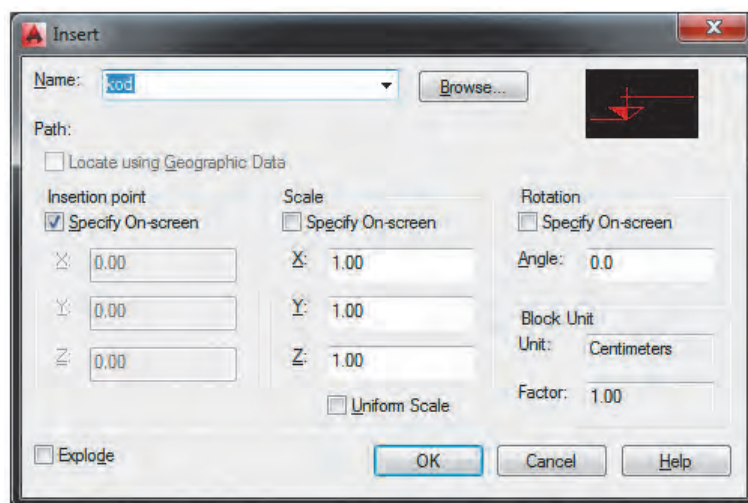 Insert
Name: kod Browse...
Path:
Locate using Geographic Data
Insertion point
Specify On-screen
X: 0.00
Y: 0.00
Z: 0.00
Scale
Specify On-screen
X: 1.00
Y: 1.00
Z: 1.00
Uniform Scale
Rotation
Specify On-screen
Angle: 0.0
Block Unit
Unit: Centimeters
Factor: 1.00
Explode
OK Cancel Help